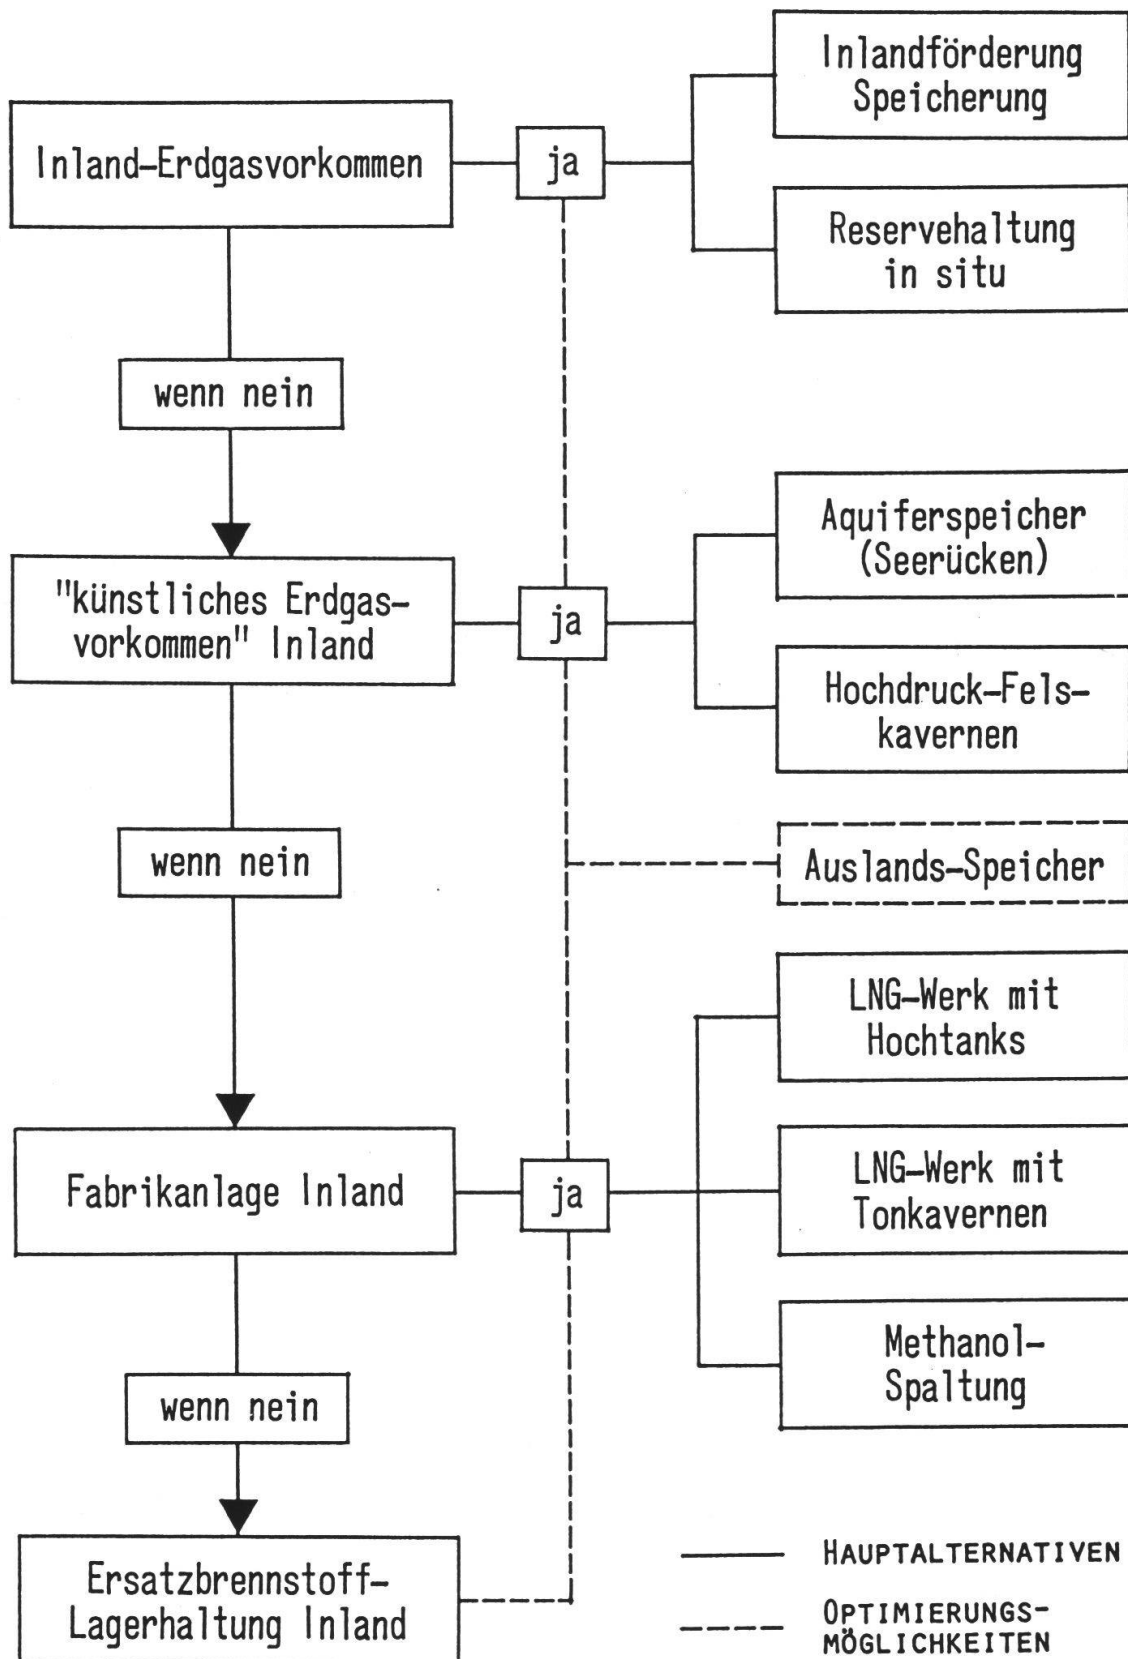 Inlandförderung
Speicherung
Inland-Erdgasvorkommen
ja
Reservehaltung
in situ
wenn nein
Aquiferspeicher
(Seerücken)
"künstliches Erdgas-
vorkommen" Inland
ja
Hochdruck-Fels-
kavernen
wenn nein
Auslands-Speicher
LNG-Werk mit
Hochtanks
Fabrikanlage Inland
ja
LNG-Werk mit
Tonkavernen
Methanol-
Spaltung
wenn nein
Ersatzbrennstoff-
Lagerhaltung Inland
HAUPTALTERNATIVEN
OPTIMIERUNGS-
MÖGLICHKEITEN